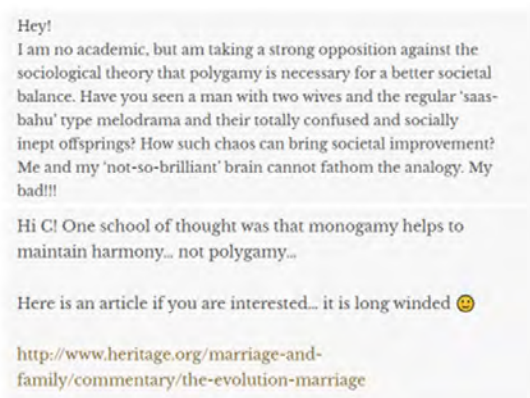 Hey!
I am no academic, but am taking a strong opposition against the
sociological theory that polygamy is necessary for a better societal
balance. Have you seen a man with two wives and the regular ‘saas-
bahu’ type melodrama and their totally confused and socially
inept offsprings? How such chaos can bring societal improvement?
Me and my ‘not-so-brilliant’ brain cannot fathom the analogy. My
bad!!!
Hi C! One school of thought was that monogamy helps to
maintain harmony... not polygamy...
Here is an article if you are interested... it is long winded 🙂
http://www.heritage.org/marriage-and-
family/commentary/the-evolution-marriage